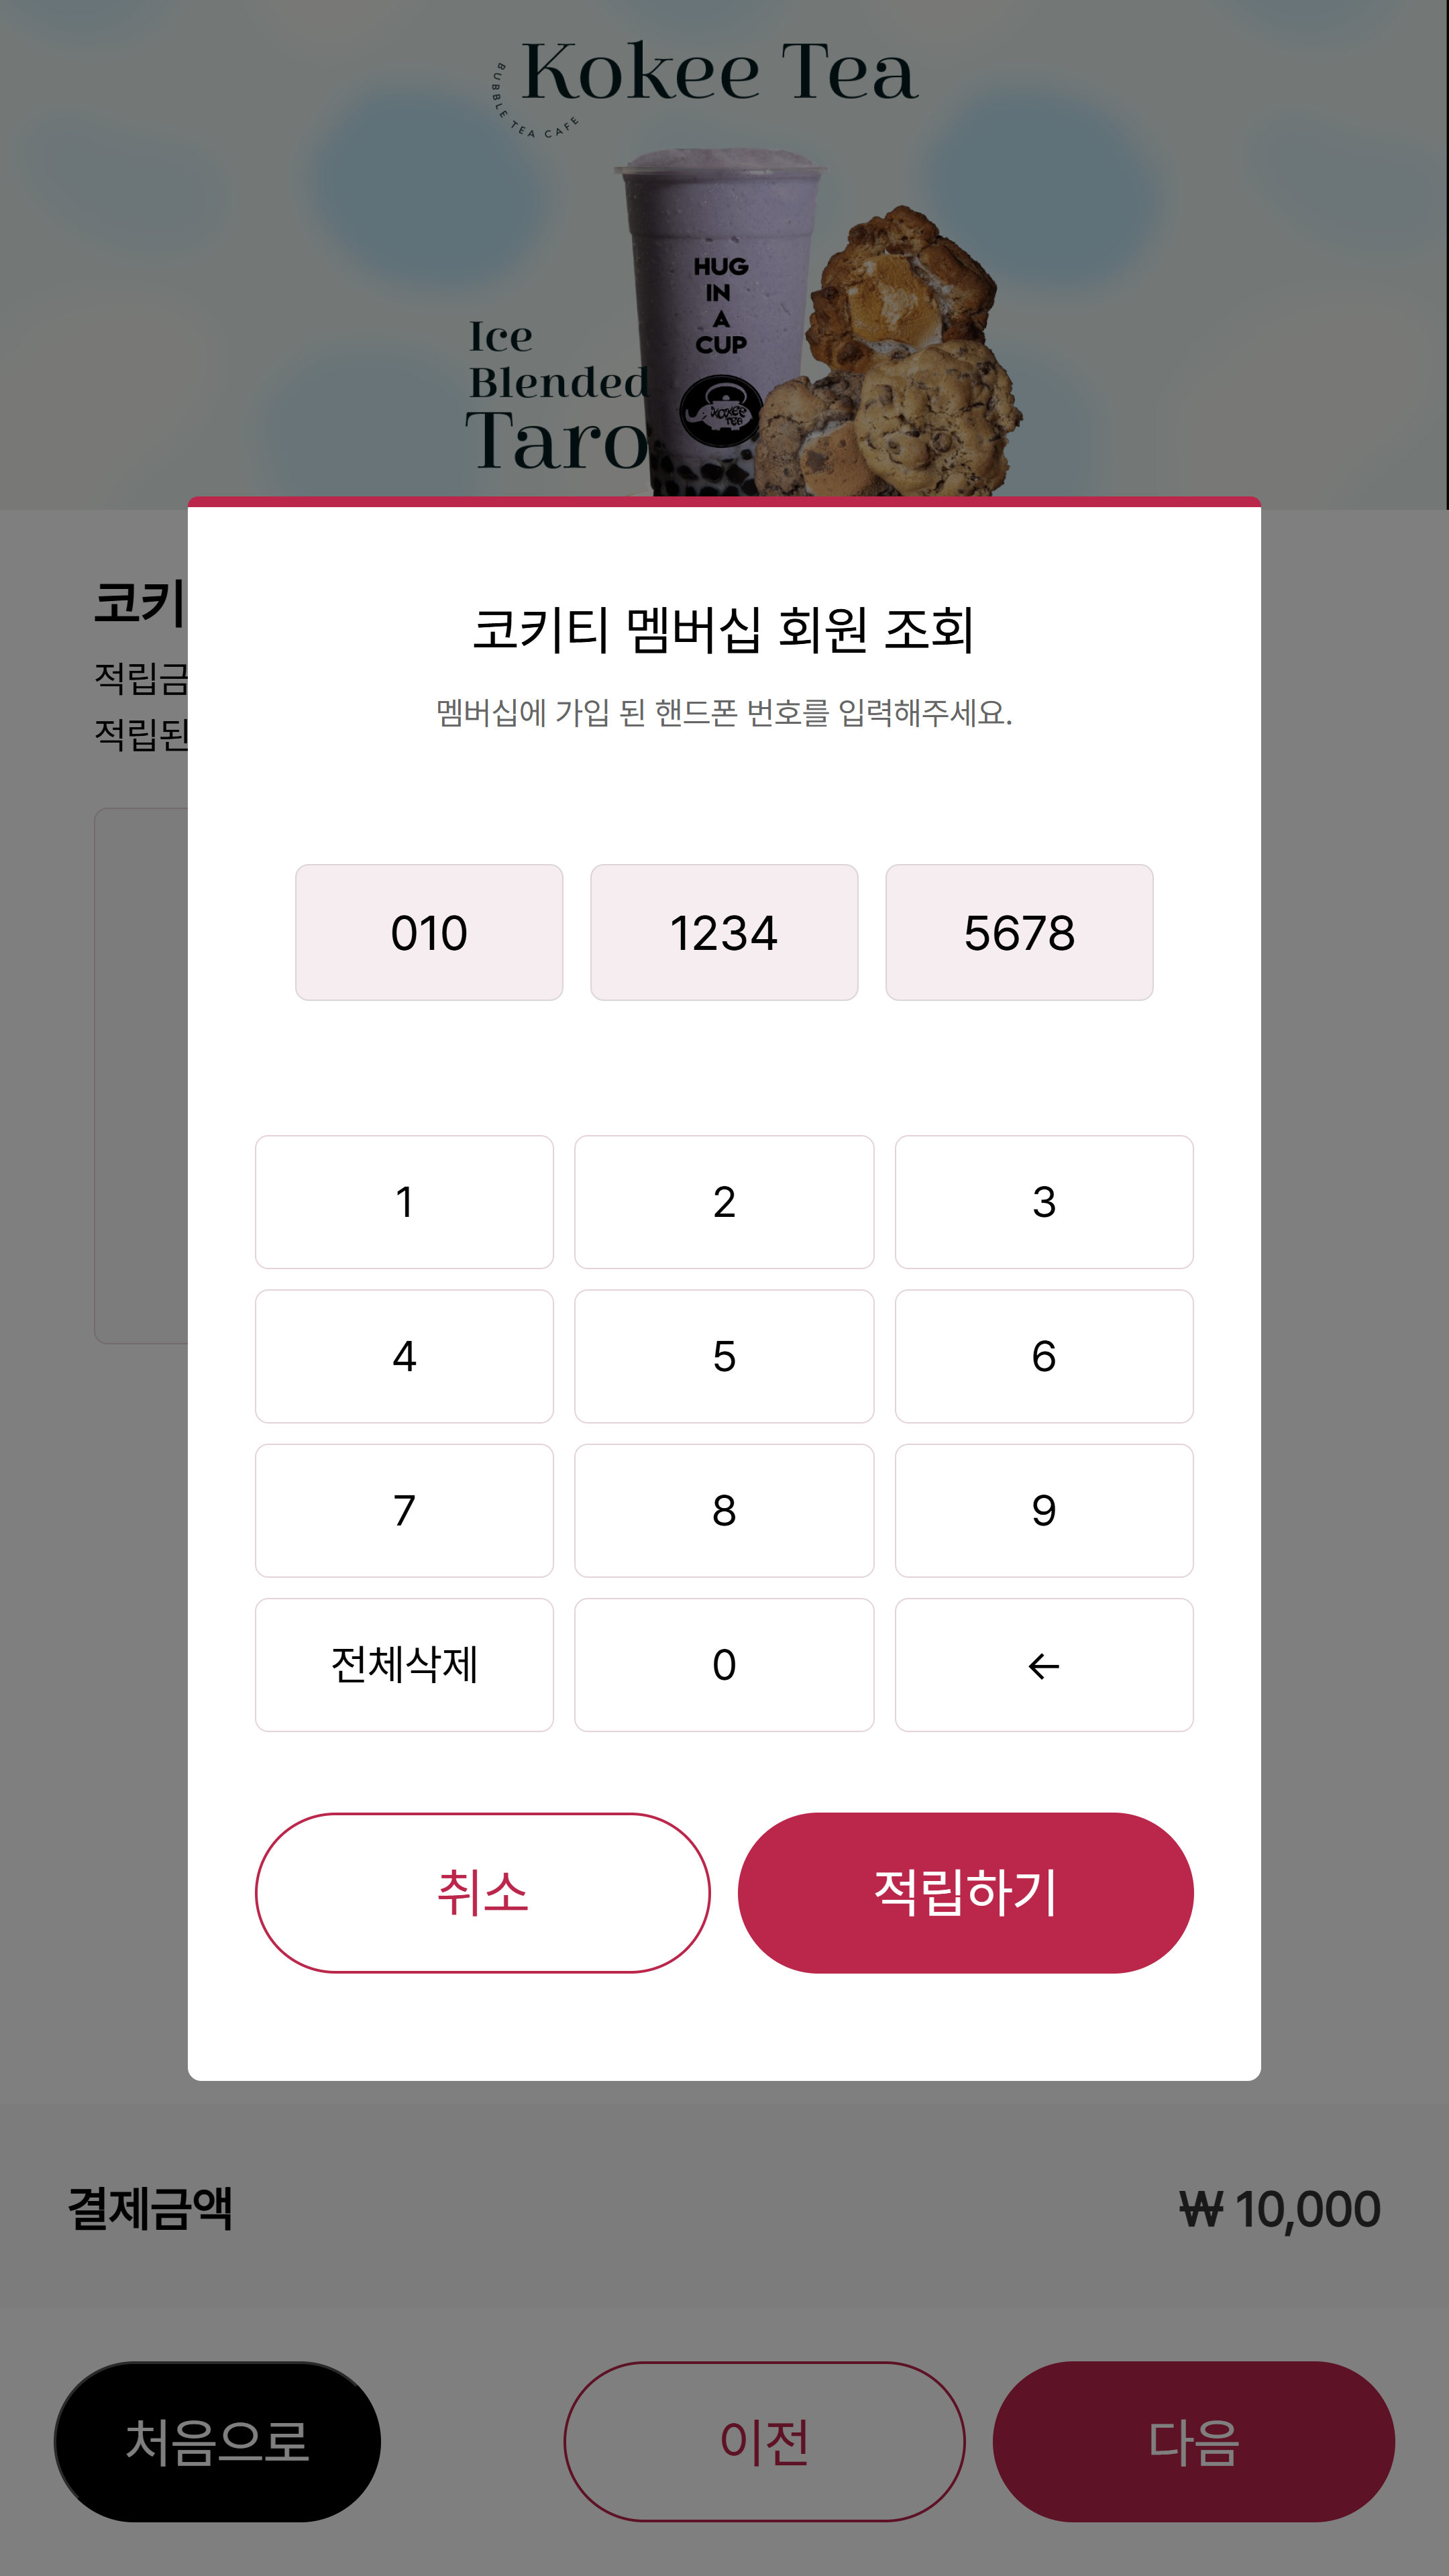 Kokee Tea
BUBBLE TEA CAFE
HUG
IN
A
CUP
Kokee
Tea
Ice
Blended
Taro
코키
적립금
적립된
코키티 멤버십 회원 조회
멤버십에 가입 된 핸드폰 번호를 입력해주세요.
010 1234 5678
1 2 3
4 5 6
7 8 9
전체삭제 0 ←
취소 적립하기
결제금액 ₩ 10,000
처음으로 이전 다음